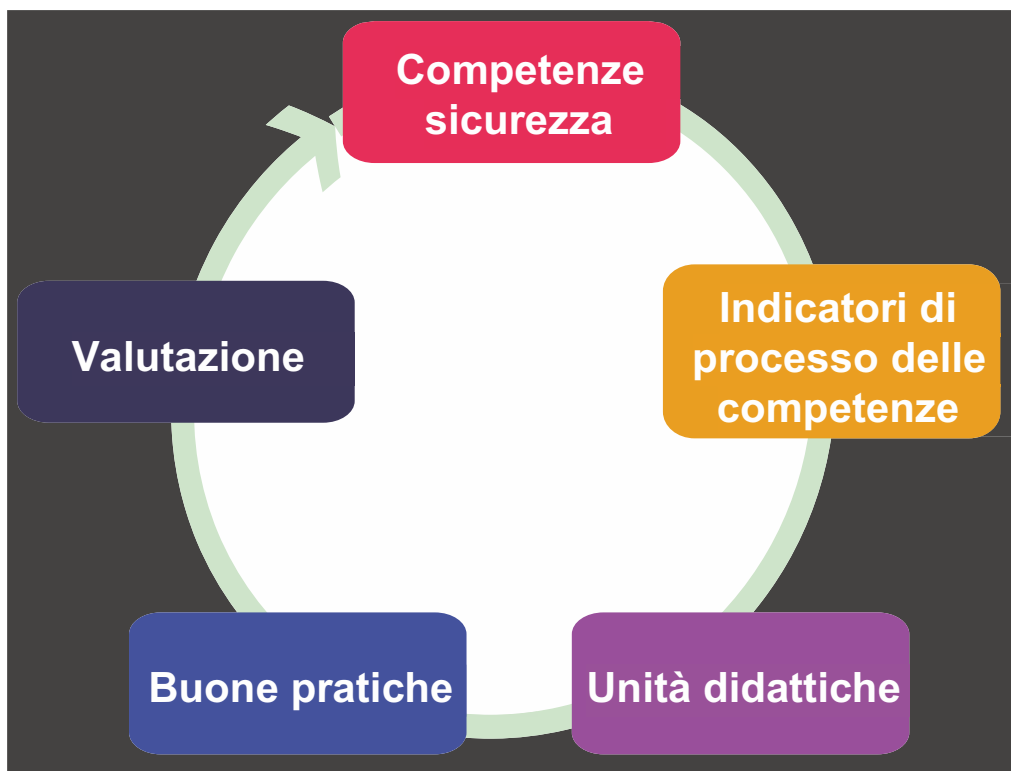 Competenze
sicurezza
Indicatori di
processo delle
competenze
Unità didattiche
Buone pratiche
Valutazione